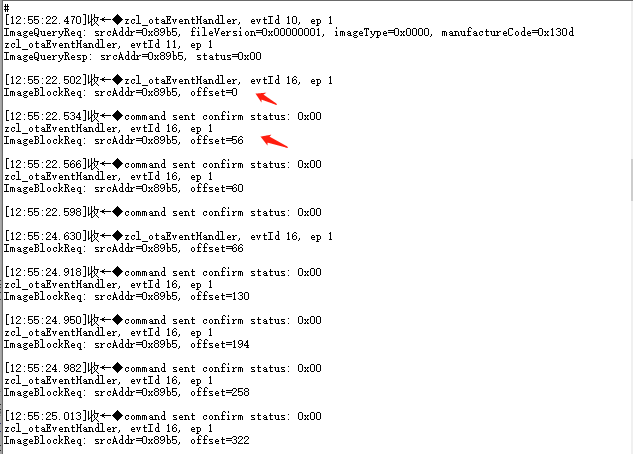 #
[12:55:22.470]收←◆zcl_otaEventHandler, evtId 10, ep 1
ImageQueryReq: srcAddr=0x89b5, fileVersion=0x00000001, imageType=0x0000, manufactureCode=0x130d
zcl_otaEventHandler, evtId 11, ep 1
ImageQueryResp: srcAddr=0x89b5, status=0x00
[12:55:22.502]收←◆zcl_otaEventHandler, evtId 16, ep 1
ImageBlockReq: srcAddr=0x89b5, offset=0
[12:55:22.534]收←◆command sent confirm status: 0x00
zcl_otaEventHandler, evtId 16, ep 1
ImageBlockReq: srcAddr=0x89b5, offset=56
[12:55:22.566]收←◆command sent confirm status: 0x00
zcl_otaEventHandler, evtId 16, ep 1
ImageBlockReq: srcAddr=0x89b5, offset=60
[12:55:22.598]收←◆command sent confirm status: 0x00
[12:55:24.630]收←◆zcl_otaEventHandler, evtId 16, ep 1
ImageBlockReq: srcAddr=0x89b5, offset=66
[12:55:24.918]收←◆command sent confirm status: 0x00
zcl_otaEventHandler, evtId 16, ep 1
ImageBlockReq: srcAddr=0x89b5, offset=130
[12:55:24.950]收←◆command sent confirm status: 0x00
zcl_otaEventHandler, evtId 16, ep 1
ImageBlockReq: srcAddr=0x89b5, offset=194
[12:55:24.982]收←◆command sent confirm status: 0x00
zcl_otaEventHandler, evtId 16, ep 1
ImageBlockReq: srcAddr=0x89b5, offset=258
[12:55:25.013]收←◆command sent confirm status: 0x00
zcl_otaEventHandler, evtId 16, ep 1
ImageBlockReq: srcAddr=0x89b5, offset=322